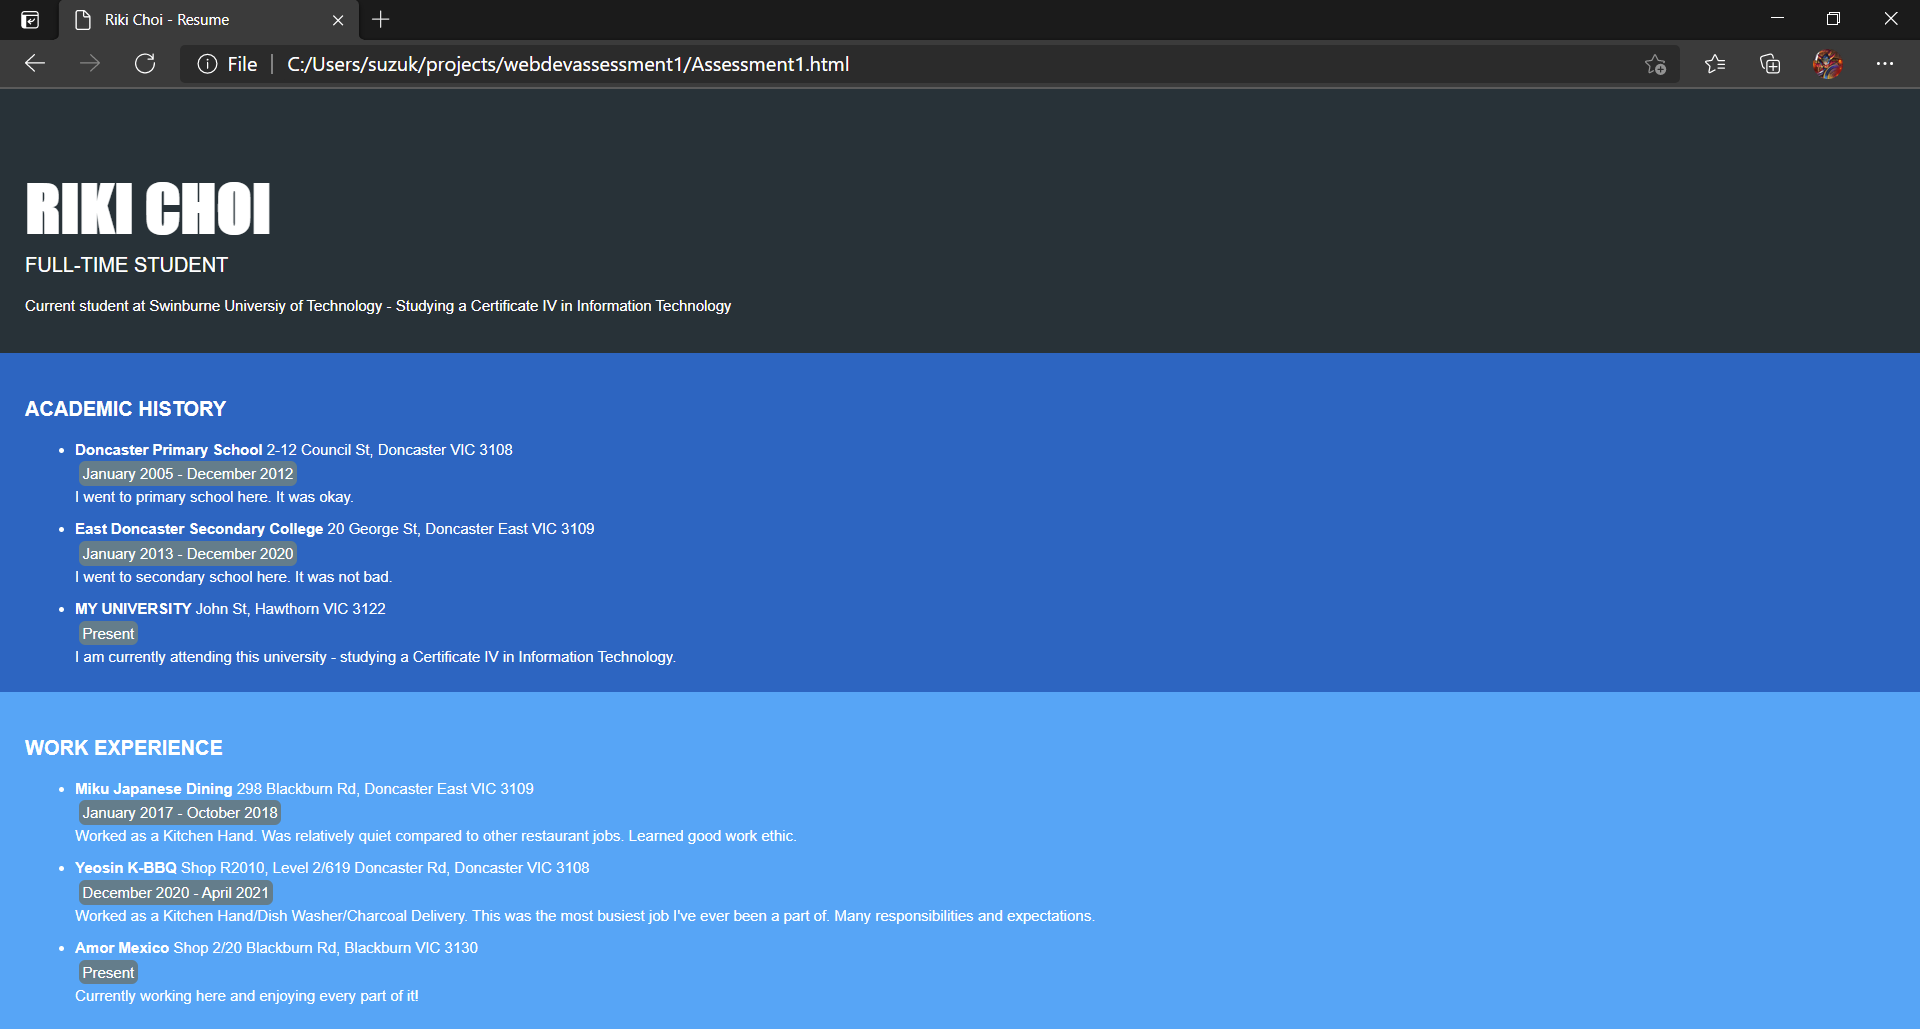 Riki Choi - Resume
File
C:/Users/suzuk/projects/webdevassessment1/Assessment1.html
RIKI CHOI
FULL-TIME STUDENT
Current student at Swinburne Universiy of Technology - Studying a Certificate IV in Information Technology
ACADEMIC HISTORY
• Doncaster Primary School 2-12 Council St, Doncaster VIC 3108
January 2005 - December 2012
I went to primary school here. It was okay.
• East Doncaster Secondary College 20 George St, Doncaster East VIC 3109
January 2013 - December 2020
I went to secondary school here. It was not bad.
• MY UNIVERSITY John St, Hawthorn VIC 3122
Present
I am currently attending this university - studying a Certificate IV in Information Technology.
WORK EXPERIENCE
• Miku Japanese Dining 298 Blackburn Rd, Doncaster East VIC 3109
January 2017 - October 2018
Worked as a Kitchen Hand. Was relatively quiet compared to other restaurant jobs. Learned good work ethic.
• Yeosin K-BBQ Shop R2010, Level 2/619 Doncaster Rd, Doncaster VIC 3108
December 2020 - April 2021
Worked as a Kitchen Hand/Dish Washer/Charcoal Delivery. This was the most busiest job I've ever been a part of. Many responsibilities and expectations.
• Amor Mexico Shop 2/20 Blackburn Rd, Blackburn VIC 3130
Present
Currently working here and enjoying every part of it!